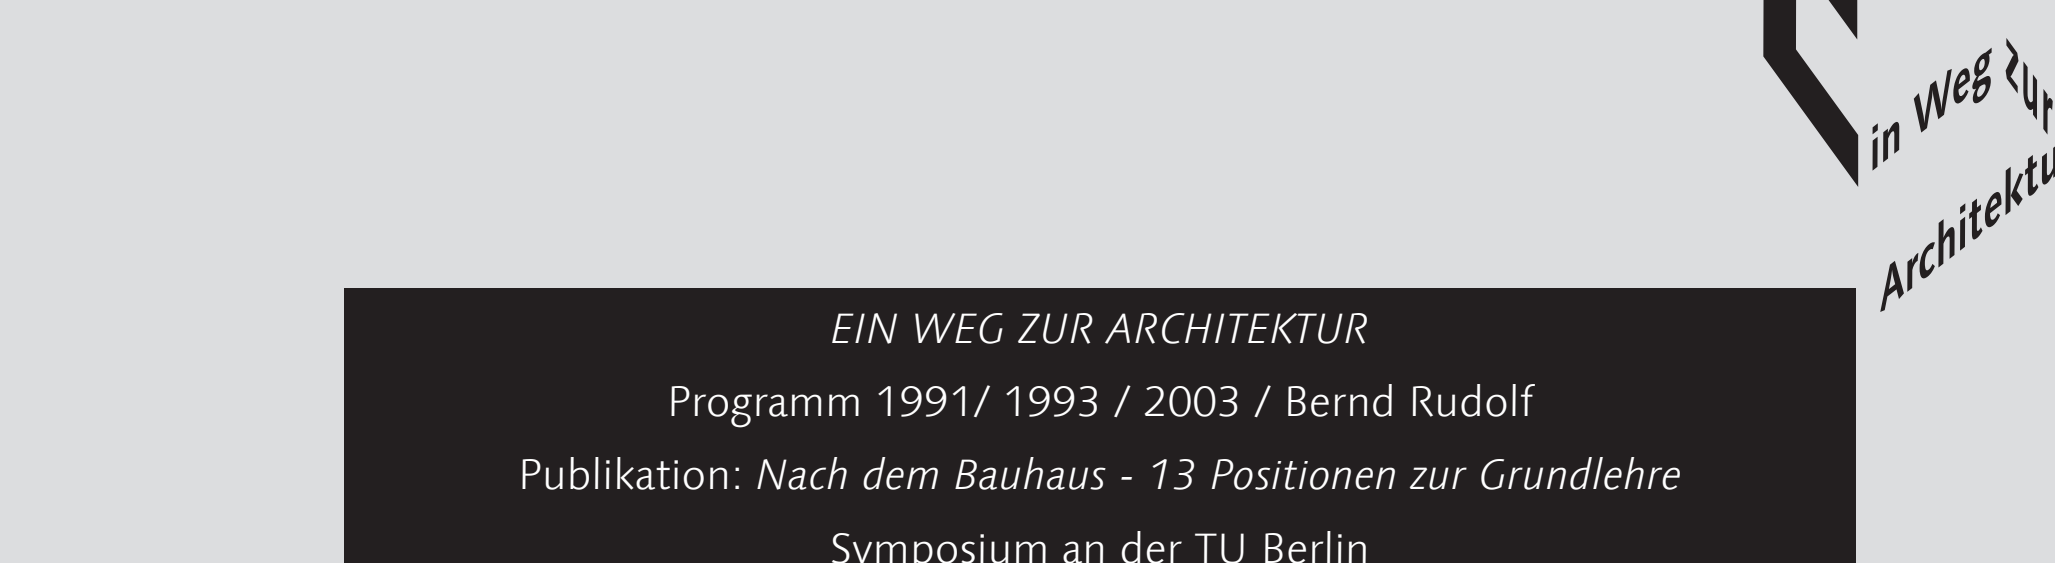 in Weg zur
Architektu
EIN WEG ZUR ARCHITEKTUR
Programm 1991/ 1993 / 2003 / Bernd Rudolf
Publikation: Nach dem Bauhaus - 13 Positionen zur Grundlehre
Symposium an der TU Berlin